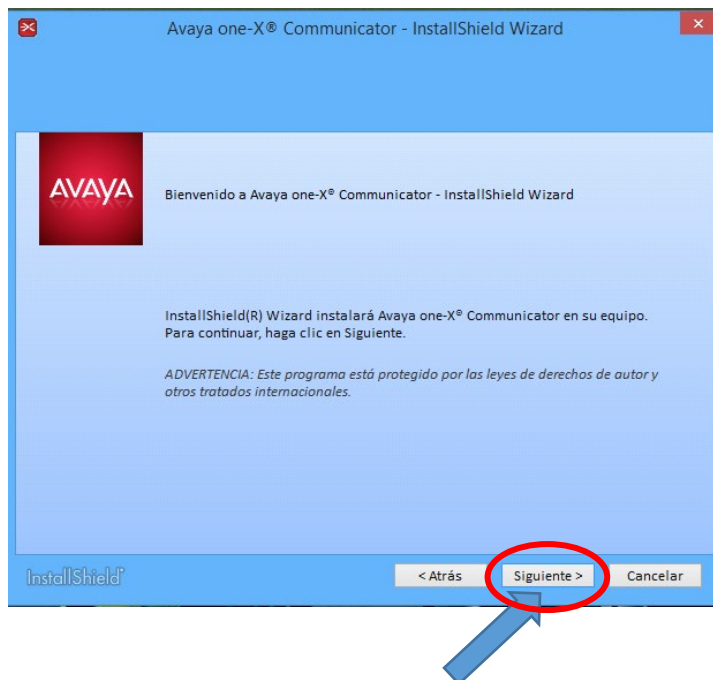 Avaya one-X® Communicator - InstallShield Wizard
AVAYA
Bienvenido a Avaya one-X® Communicator - InstallShield Wizard
InstallShield(R) Wizard instalará Avaya one-X® Communicator en su equipo.
Para continuar, haga clic en Siguiente.
ADVERTENCIA: Este programa está protegido por las leyes de derechos de autor y
otros tratados internacionales.
InstallShield®
< Atrás
Siguiente >
Cancelar